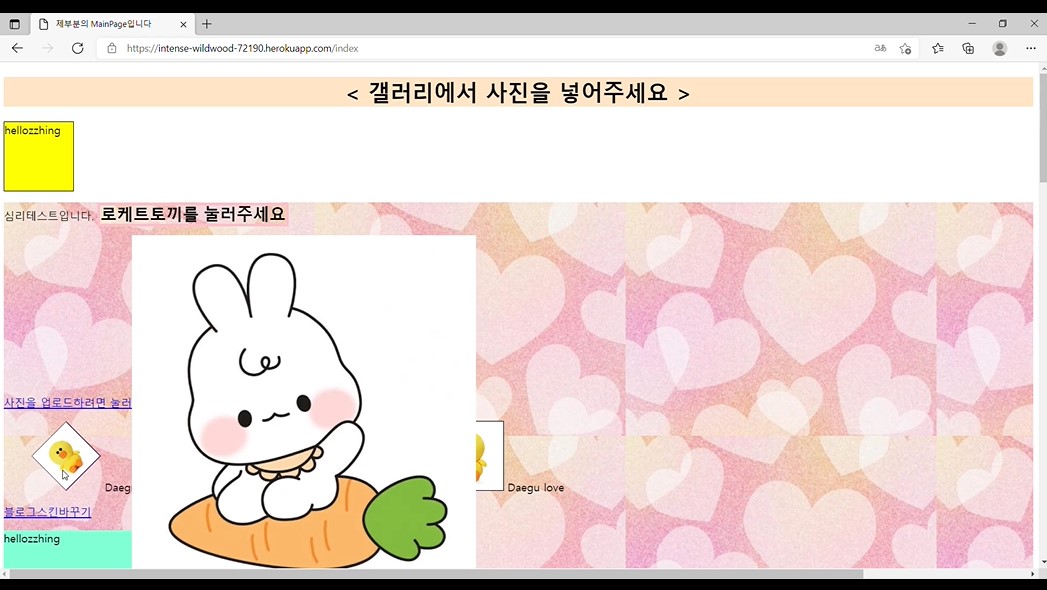 제부분의 MainPage입니다
https://intense-wildwood-72190.herokuapp.com/index
< 갤러리에서 사진을 넣어주세요 >
hellozzhing
심리테스트입니다. 로케트토끼를 눌러주세요
사진을 업로드하려면 눌러
Daegu love
블로그스킨바꾸기
hellozzhing